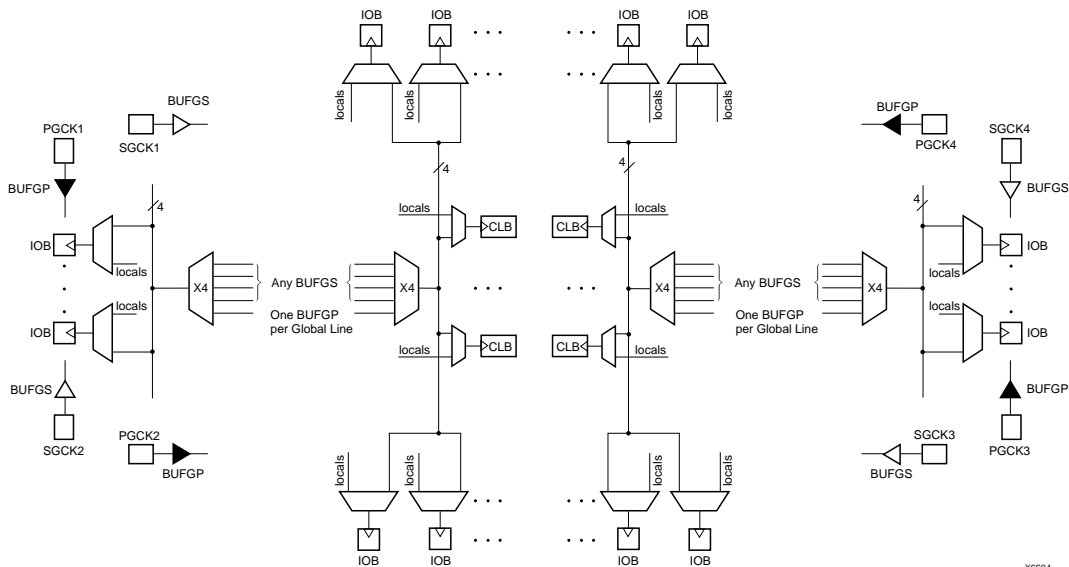 IOB IOB IOB IOB
locals locals locals locals
BUFGS
SGCK1
PGCK1
BUFGP
BUFGP
PGCK4
SGCK4
BUFGS
4 4 4 4
locals CLB CLB locals
IOB locals
IOB locals
X4 Any BUFGS X4
X4 Any BUFGS X4
One BUFGP
per Global Line
One BUFGP
per Global Line
IOB locals
IOB locals
locals CLB CLB locals
BUFGS
SGCK2
PGCK2
BUFGP
SGCK3
BUFGS
BUFGP
PGCK3
locals locals locals locals
IOB IOB IOB IOB